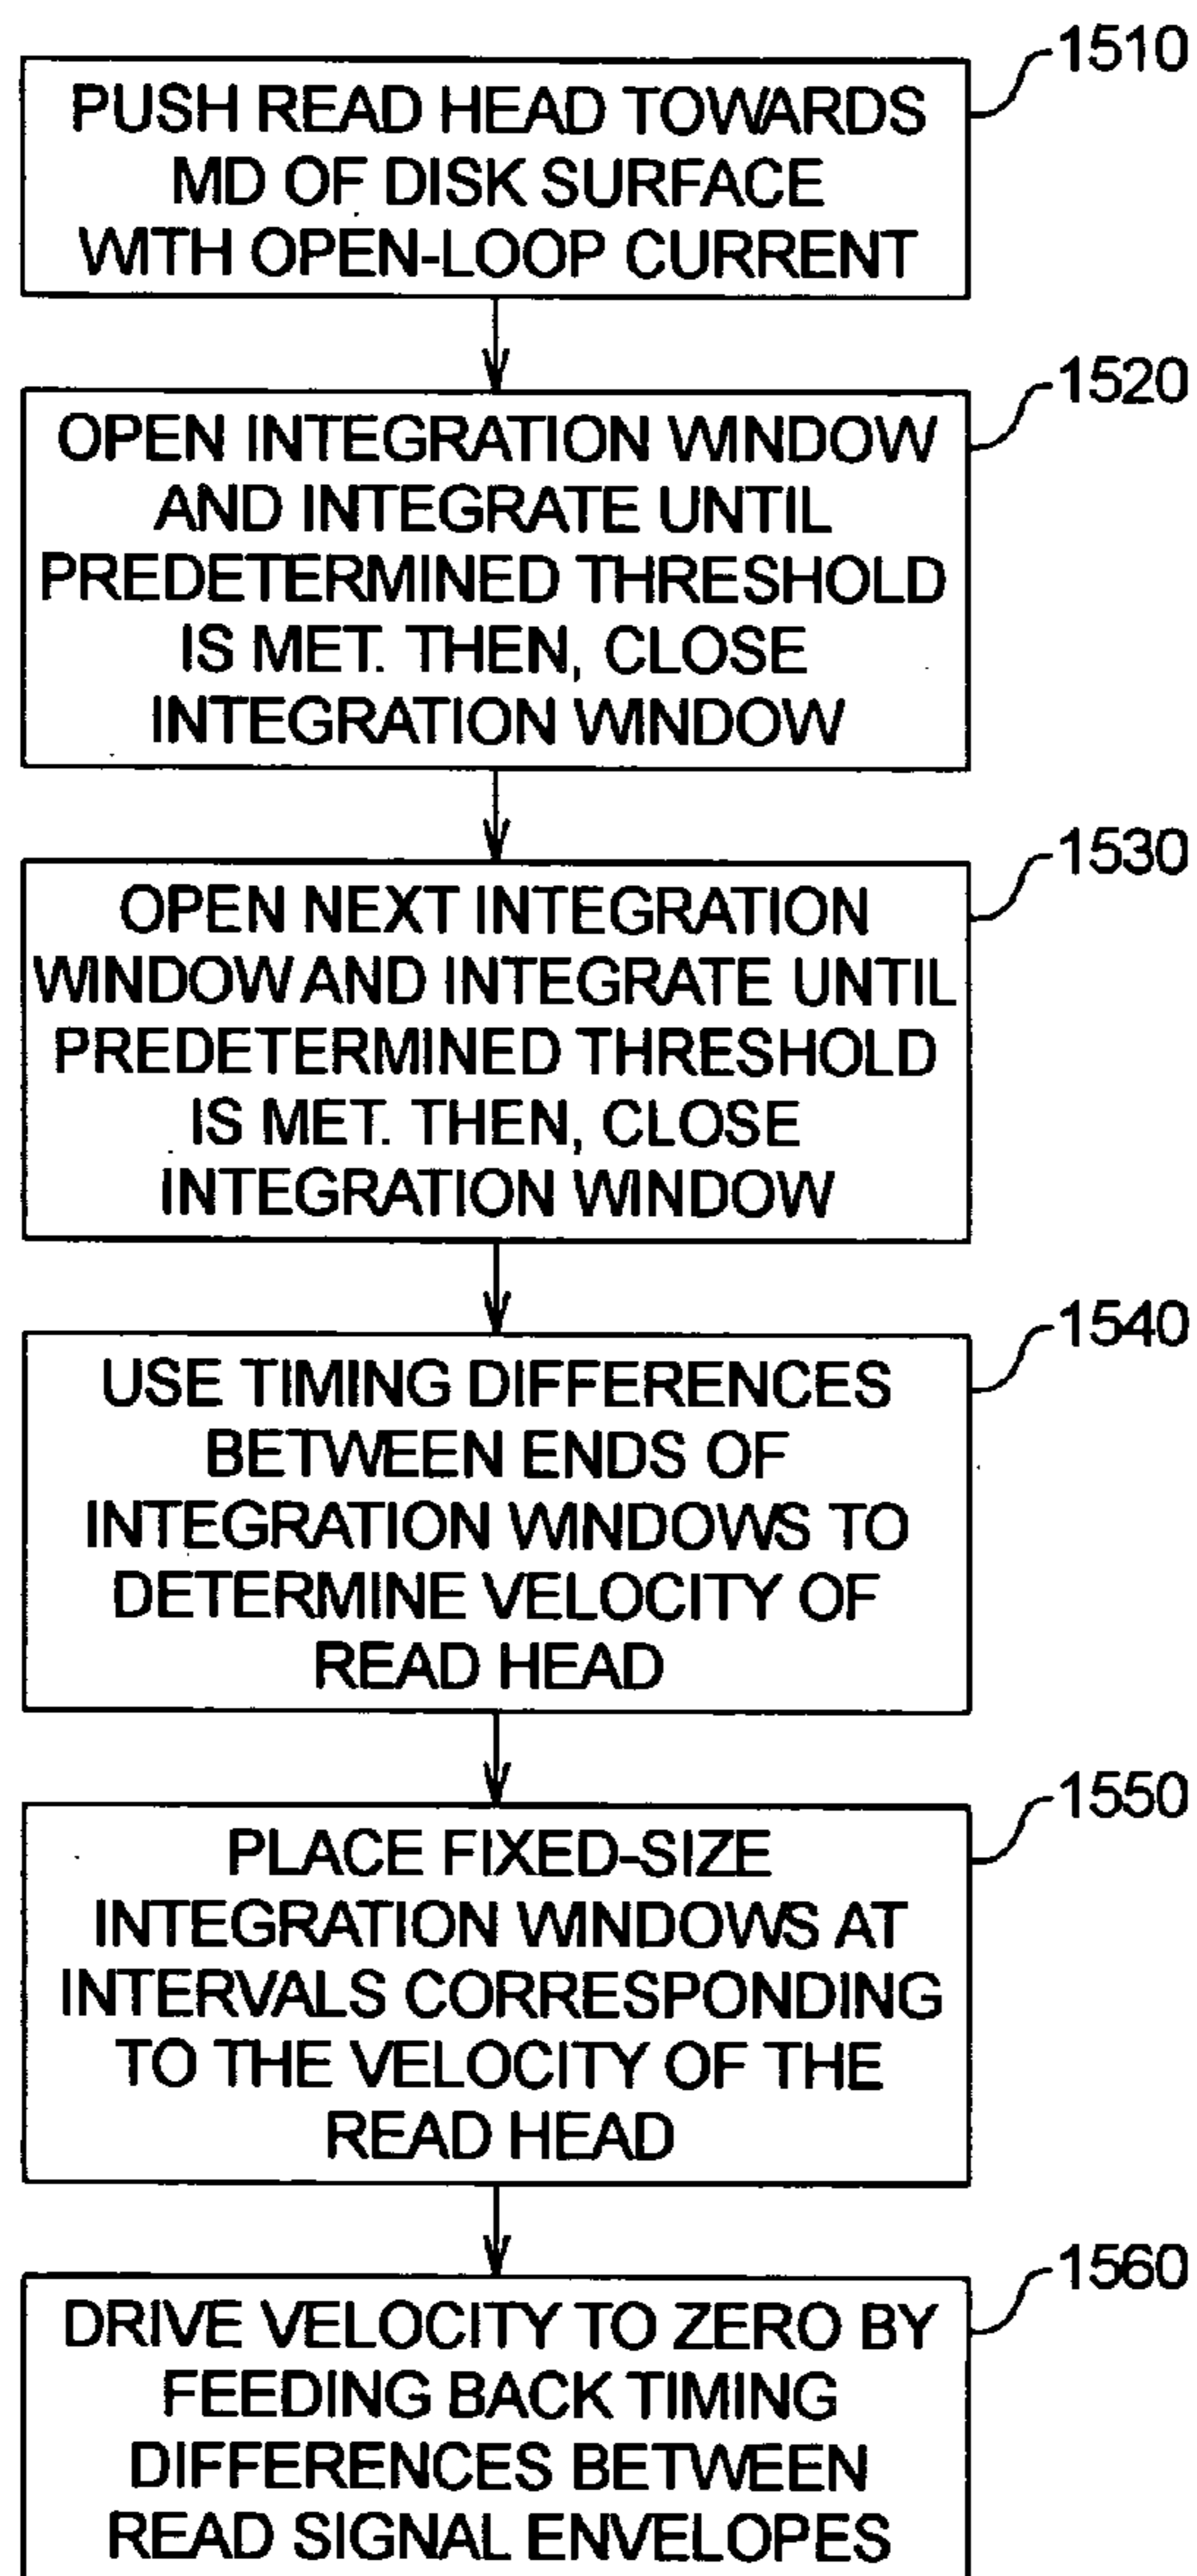 1510
PUSH READ HEAD TOWARDS
MD OF DISK SURFACE
WITH OPEN-LOOP CURRENT
1520
OPEN INTEGRATION WINDOW
AND INTEGRATE UNTIL
PREDETERMINED THRESHOLD
IS MET. THEN, CLOSE
INTEGRATION WINDOW
1530
OPEN NEXT INTEGRATION
WINDOW AND INTEGRATE UNTIL
PREDETERMINED THRESHOLD
IS MET. THEN, CLOSE
INTEGRATION WINDOW
1540
USE TIMING DIFFERENCES
BETWEEN ENDS OF
INTEGRATION WINDOWS TO
DETERMINE VELOCITY OF
READ HEAD
1550
PLACE FIXED-SIZE
INTEGRATION WINDOWS AT
INTERVALS CORRESPONDING
TO THE VELOCITY OF THE
READ HEAD
1560
DRIVE VELOCITY TO ZERO BY
FEEDING BACK TIMING
DIFFERENCES BETWEEN
READ SIGNAL ENVELOPES